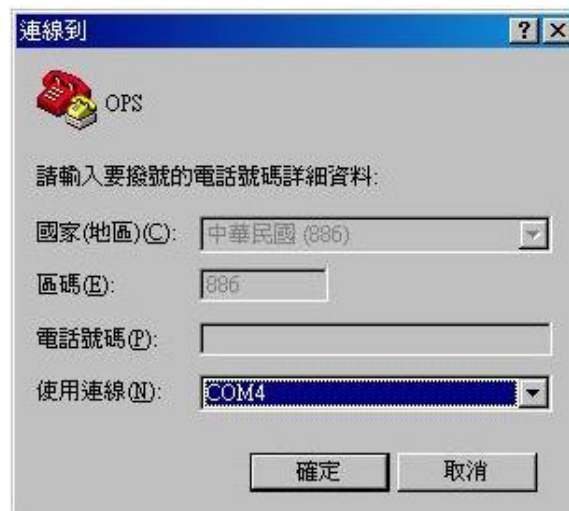 連線到
OPS
請輸入要撥號的電話號碼詳細資料:
國家(地區)(C): 中華民國 (886)
區碼(E): 886
電話號碼(P):
使用連線(N): COM4
確定 取消